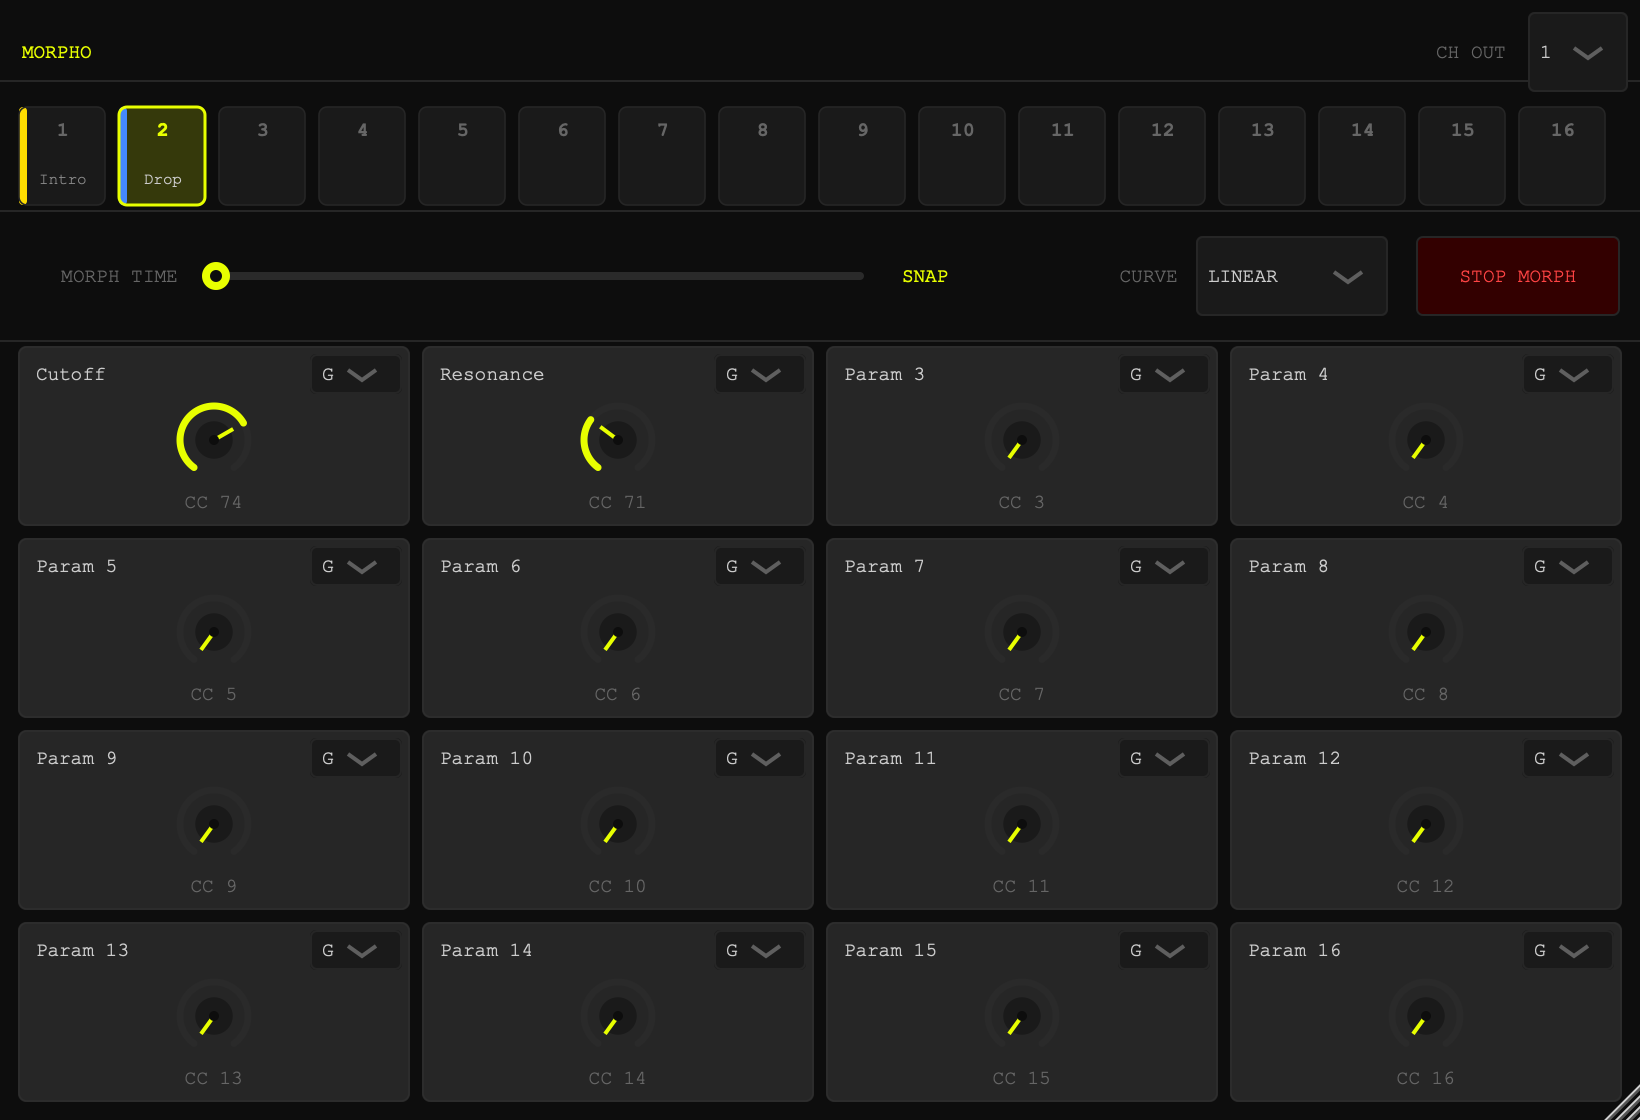 MORPHO
CH OUT 1
1 2 3 4 5 6 7 8 9 10 11 12 13 14 15 16
Intro Drop
MORPH TIME SNAP CURVE LINEAR STOP MORPH
Cutoff G Resonance G Param 3 G Param 4 G
CC 74 CC 71 CC 3 CC 4
Param 5 G Param 6 G Param 7 G Param 8 G
CC 5 CC 6 CC 7 CC 8
Param 9 G Param 10 G Param 11 G Param 12 G
CC 9 CC 10 CC 11 CC 12
Param 13 G Param 14 G Param 15 G Param 16 G
CC 13 CC 14 CC 15 CC 16